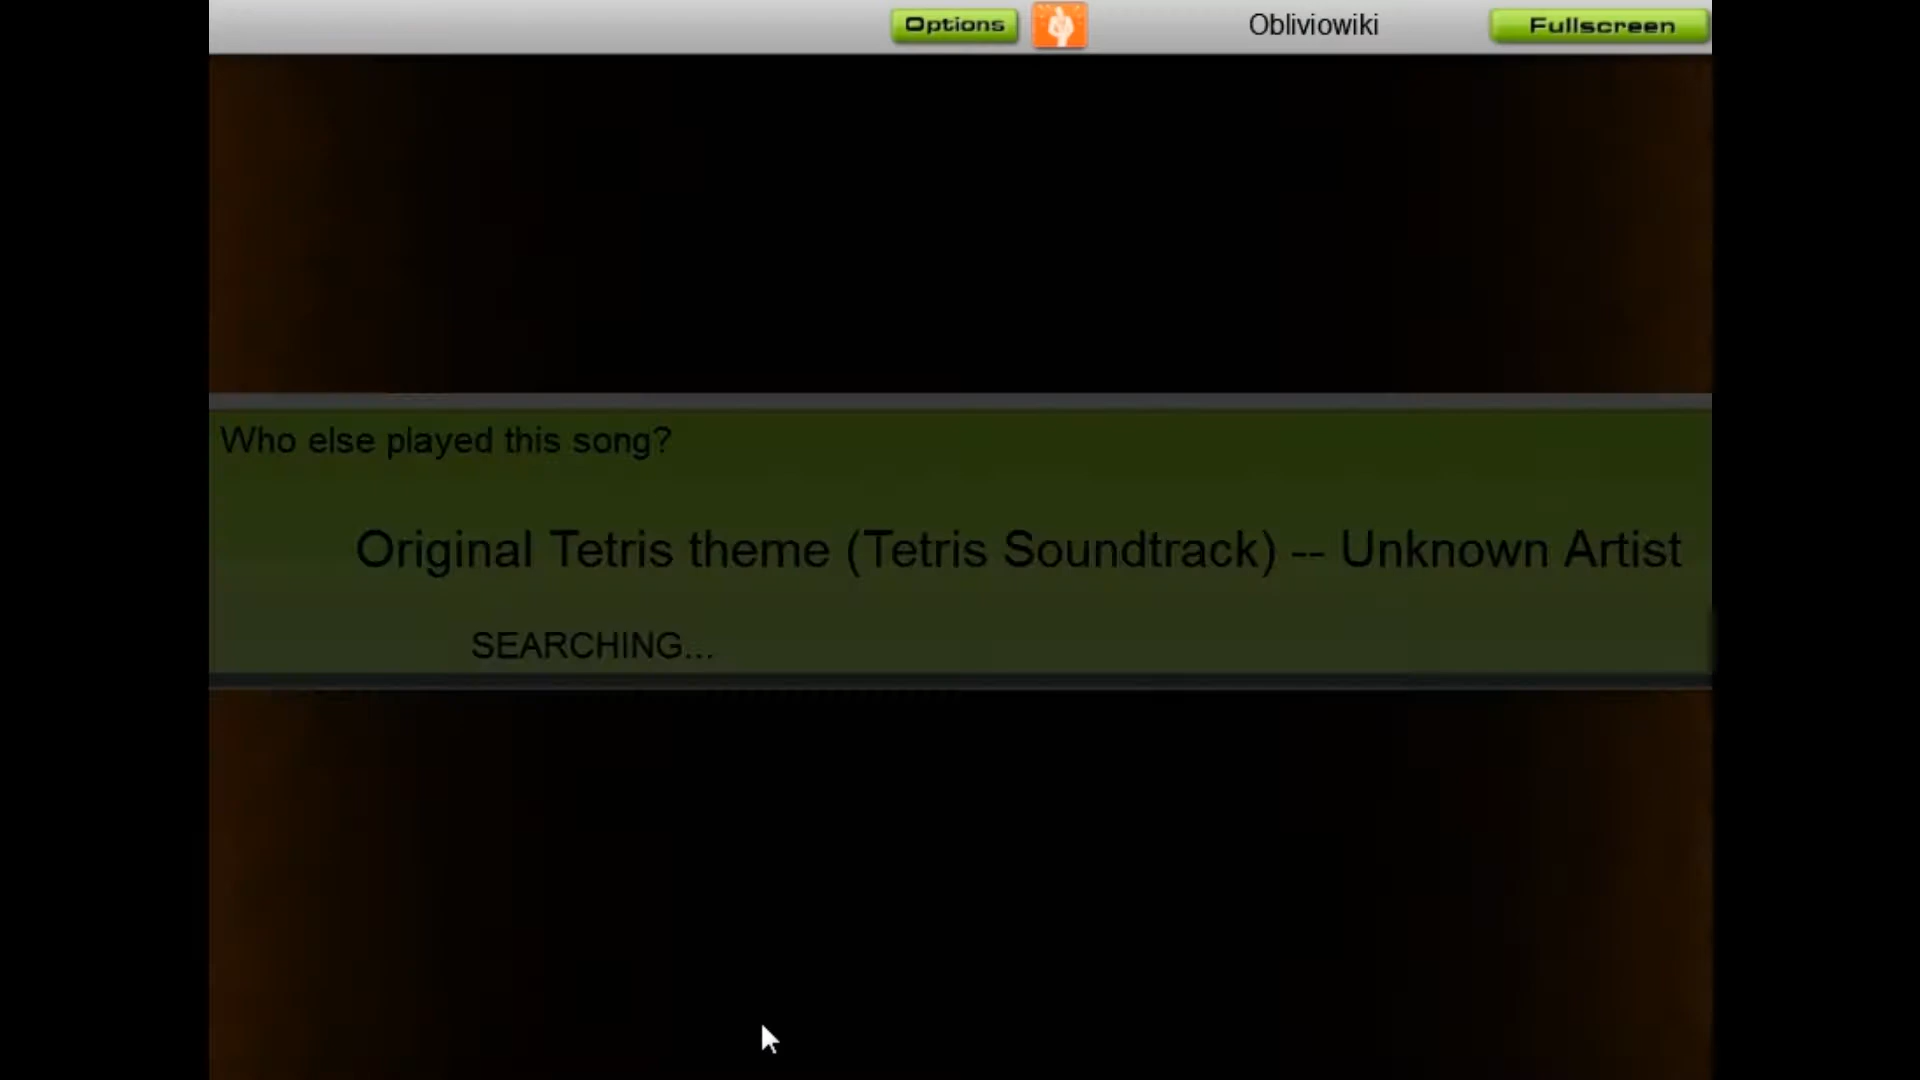 Options
Obliviowiki
Fullscreen
Who else played this song?
Original Tetris theme (Tetris Soundtrack) -- Unknown Artist
SEARCHING...